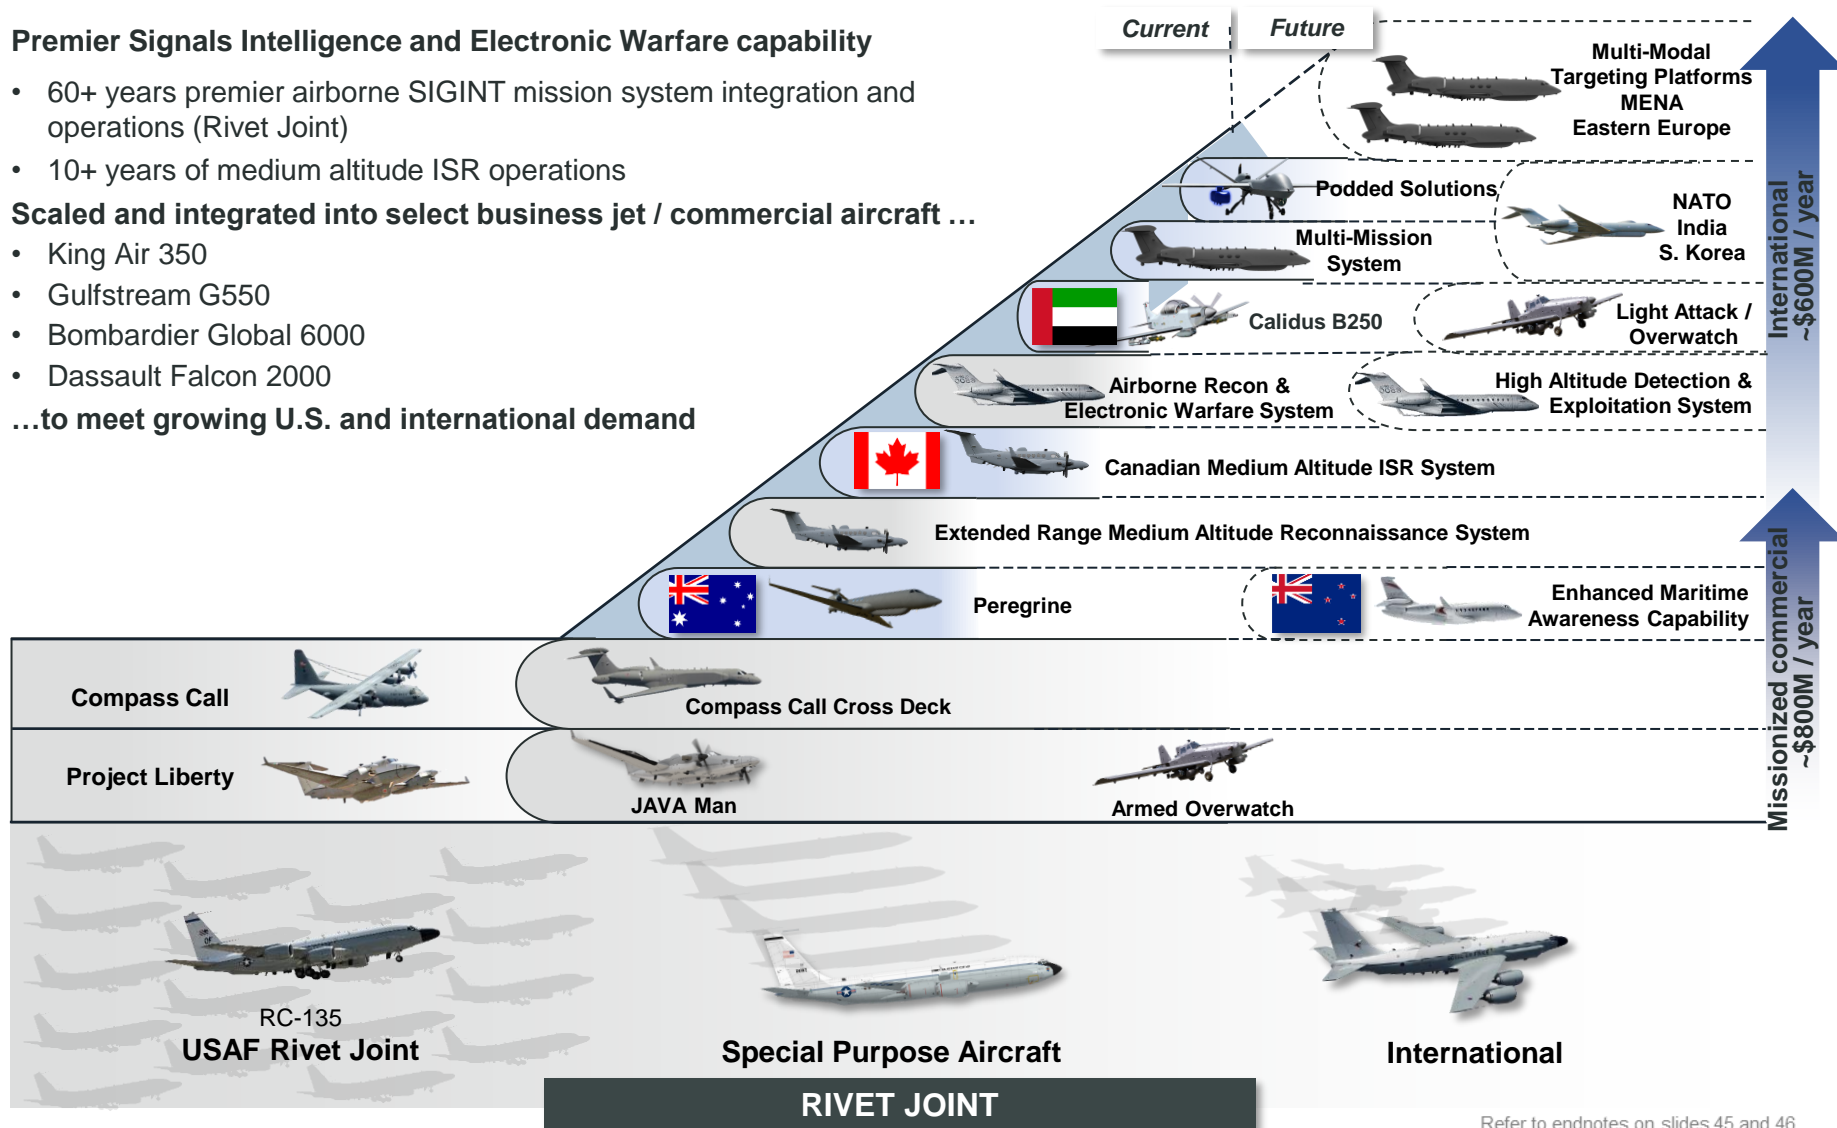 Premier Signals Intelligence and Electronic Warfare capability
• 60+ years premier airborne SIGINT mission system integration and
operations (Rivet Joint)
• 10+ years of medium altitude ISR operations
Scaled and integrated into select business jet / commercial aircraft …
• King Air 350
• Gulfstream G550
• Bombardier Global 6000
• Dassault Falcon 2000
…to meet growing U.S. and international demand
Current
Future
Multi-Modal
Targeting Platforms
MENA
Eastern Europe
Podded Solutions
NATO
India
S. Korea
Multi-Mission
System
Calidus B250
Light Attack /
Overwatch
Airborne Recon &
Electronic Warfare System
High Altitude Detection &
Exploitation System
Canadian Medium Altitude ISR System
Extended Range Medium Altitude Reconnaissance System
Peregrine
Enhanced Maritime
Awareness Capability
International
~$600M / year
Missionized commercial
~$800M / year
Compass Call
Compass Call Cross Deck
Project Liberty
JAVA Man
Armed Overwatch
RC-135
USAF Rivet Joint
Special Purpose Aircraft
International
RIVET JOINT
Refer to endnotes on slides 45 and 46